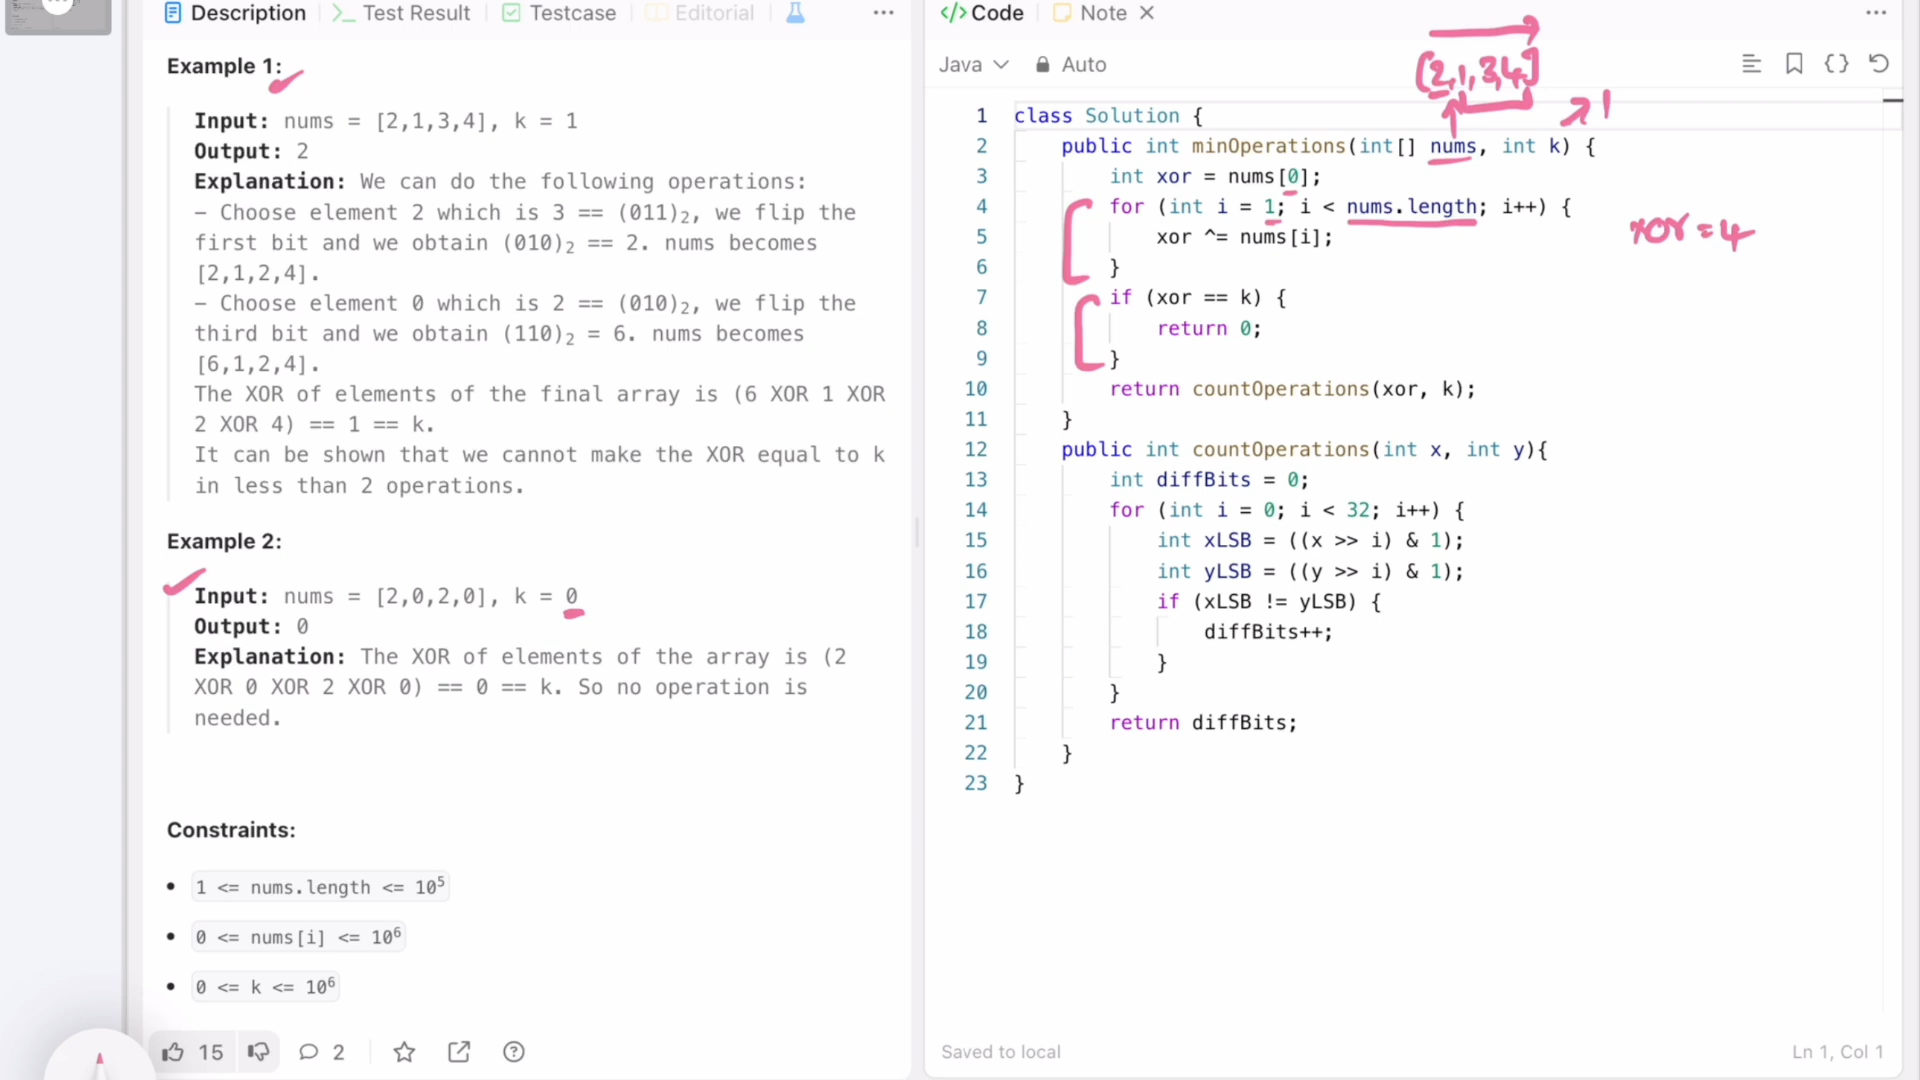 Description
Test Result
Testcase
Editorial
Example 1:
Input: nums = [2,1,3,4], k = 1
Output: 2
Explanation: We can do the following operations:
– Choose element 2 which is 3 == (011)₂, we flip the
first bit and we obtain (010)₂ == 2. nums becomes
[2,1,2,4].
– Choose element 0 which is 2 == (010)₂, we flip the
third bit and we obtain (110)₂ = 6. nums becomes
[6,1,2,4].
The XOR of elements of the final array is (6 XOR 1 XOR
2 XOR 4) == 1 == k.
It can be shown that we cannot make the XOR equal to k
in less than 2 operations.
Example 2:
Input: nums = [2,0,2,0], k = 0
Output: 0
Explanation: The XOR of elements of the array is (2
XOR 0 XOR 2 XOR 0) == 0 == k. So no operation is
needed.
Constraints:
• 1 <= nums.length <= 10⁵
• 0 <= nums[i] <= 10⁶
• 0 <= k <= 10⁶
15
2
</> Code
Note
Java
Auto
[2,1,3,4]
1
1 class Solution {
2 public int minOperations(int[] nums, int k) {
3 int xor = nums[0];
4 for (int i = 1; i < nums.length; i++) {
5 xor ^= nums[i];
6 }
7 if (xor == k) {
8 return 0;
9 }
10 return countOperations(xor, k);
11 }
12 public int countOperations(int x, int y){
13 int diffBits = 0;
14 for (int i = 0; i < 32; i++) {
15 int xLSB = ((x >> i) & 1);
16 int yLSB = ((y >> i) & 1);
17 if (xLSB != yLSB) {
18 diffBits++;
19 }
20 }
21 return diffBits;
22 }
23 }
xor = 4
Saved to local
Ln 1, Col 1